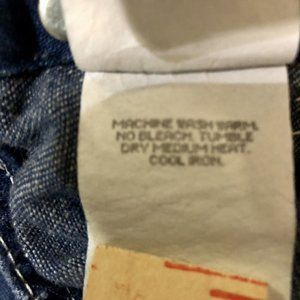 MACHINE WASH WARM.
NO BLEACH. TUMBLE
DRY MEDIUM HEAT.
COOL IRON.